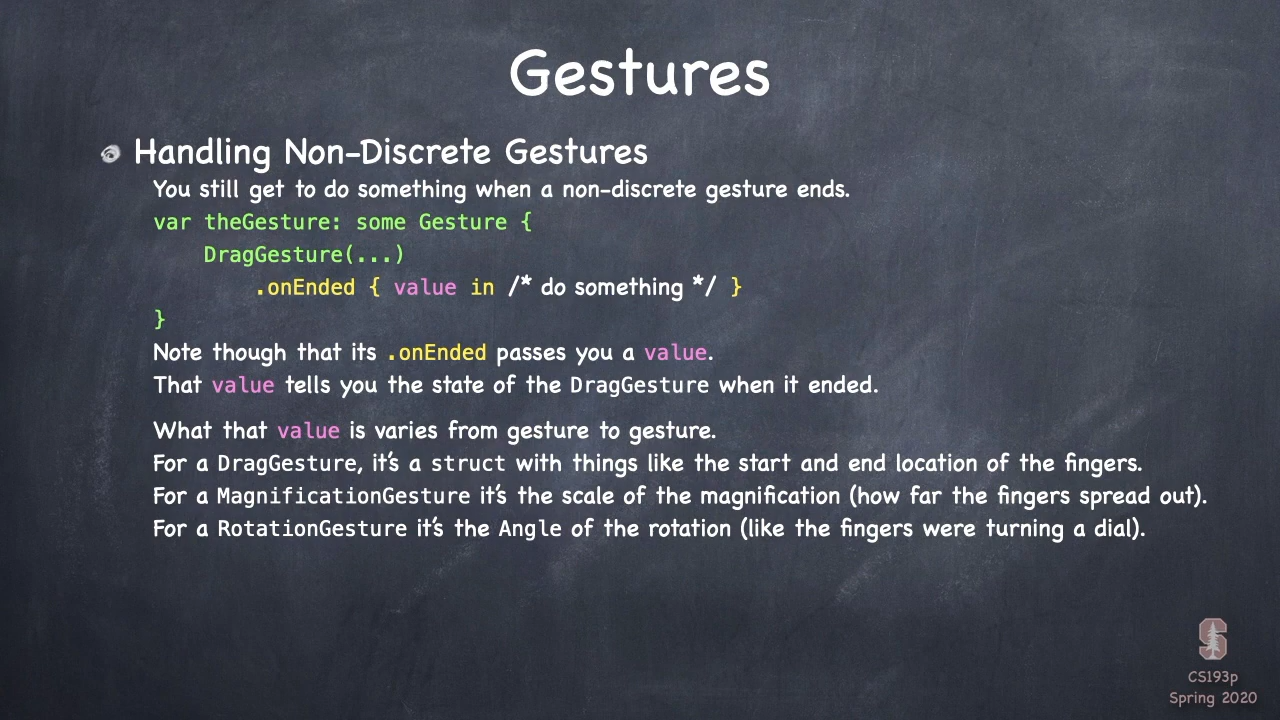 Gestures
Handling Non-Discrete Gestures
You still get to do something when a non-discrete gesture ends.
var theGesture: some Gesture {
    DragGesture(...)
        .onEnded { value in /* do something */ }
}
Note though that its .onEnded passes you a value.
That value tells you the state of the DragGesture when it ended.
What that value is varies from gesture to gesture.
For a DragGesture, it's a struct with things like the start and end location of the fingers.
For a MagnificationGesture it's the scale of the magnification (how far the fingers spread out).
For a RotationGesture it's the Angle of the rotation (like the fingers were turning a dial).
S
CS193p
Spring 2020